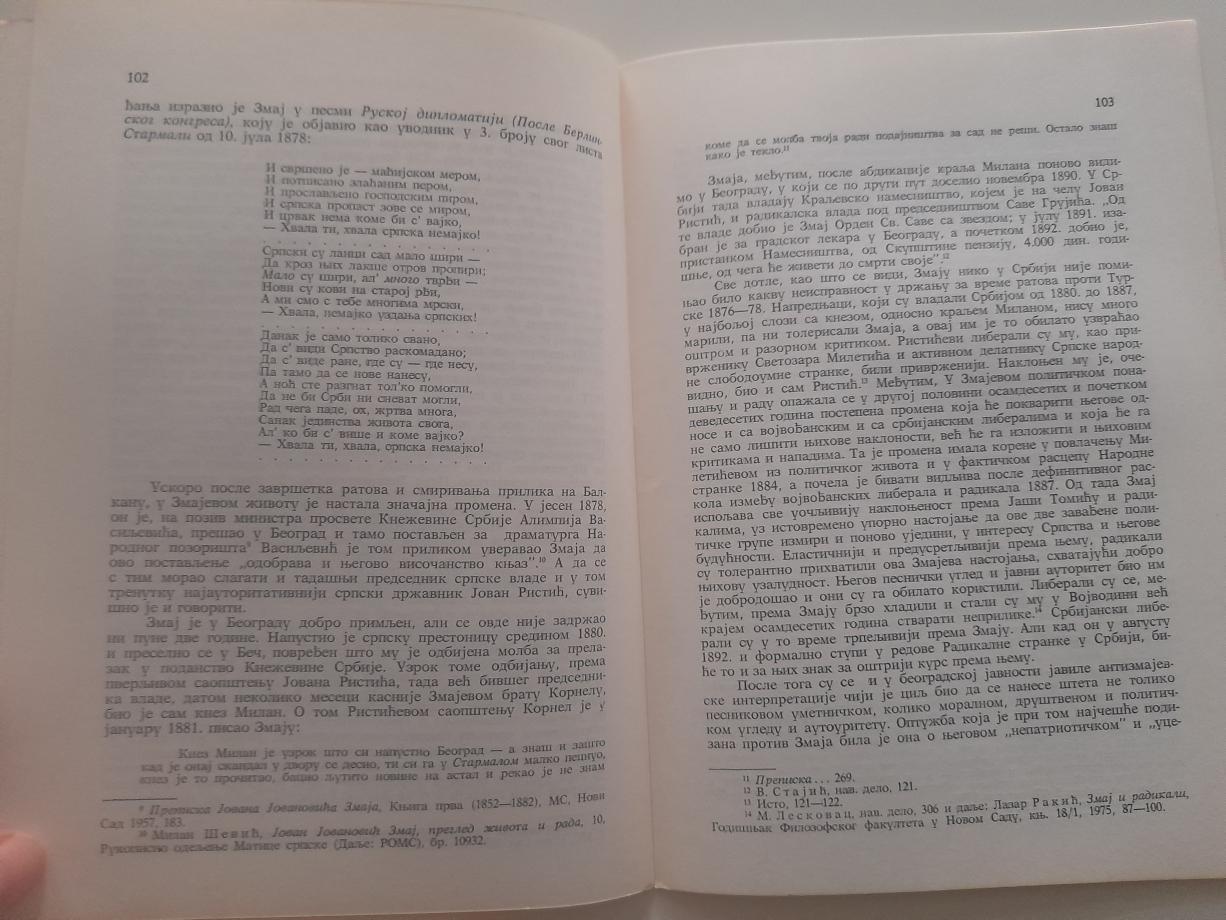 102
ћања изразио је Змај у песми Руској дипломатији (После Берлин-
ског конгреса), коју је објавио као уводник у 3. броју свог листа
Стармали од 10. јула 1878:
И свршено је — маћијском мером,
И потписано злаћаним пером,
И прослављено господским пиром,
И српска пропаст зове се миром,
И црвак нема коме би с' вајко,
— Хвала ти, хвала српска немајко!
. . . . . . . . . . . . . . . .
Српски су ланци сад мало шири —
Да кроз њих лакше отров пропири;
Мало су шири, ал' много тврђи —
Нови су кови на старој рђи,
А ми смо с тебе многима мрски,
— Хвала, немајко уздања српских!
. . . . . . . . . . . . . . . .
Данак је само толико свано,
Да с' види Српство раскомадано;
Да с' виде ране, где су — где несу,
Па тамо да се нове нанесу,
А ноћ сте разгнат тол'ко помогли,
Да не би Срби ни сневат могли,
Рад чега паде, ох, жртва многа,
Санак јединства живота свога,
Ал' ко би с' више и коме вајко?
— Хвала ти, хвала, српска немајко!
. . . . . . . . . . . . . . . .
Ускоро после завршетка ратова и смиривања прилика на Бал-
кану, у Змајевом животу је настала значајна промена. У јесен 1878,
он је, на позив министра просвете Кнежевине Србије Алимпија Ва-
сиљевића, прешао у Београд и тамо постављен за драматурга На-
родног позоришта⁹ Васиљевић је том приликом уверавао Змаја да
ово постављење „одобрава и његово височанство књаз".¹⁰ А да се
с тим морао слагати и тадашњи председник српске владе и у том
тренутку најауторитативнији српски државник Јован Ристић, суви-
шно је и говорити.
Змај је у Београду добро примљен, али се овде није задржао
ни пуне две године. Напустио је српску престоницу средином 1880.
и преселио се у Беч, повређен што му је одбијена молба за прела-
зак у поданство Кнежевине Србије. Узрок томе одбијању, према
поверљивом саопштењу Јована Ристића, тада већ бившег председни-
ка владе, датом неколико месеци касније Змајевом брату Корнелу,
био је сам кнез Милан. О том Ристићевом саопштењу Корнел је у
јануару 1881. писао Змају:
Кнез Милан је узрок што си напустио Београд — а знаш и зашто
кад је онај скандал у двору се десио, ти си га у Стармалом малко пецнуо,
кнез је то прочитао, бацио љутито новине на астал и рекао је не знам
⁹ Преписка Јована Јовановића Змаја, Књига прва (1852—1882), МС, Нови
Сад 1957, 183.
¹⁰ Милан Шевић, Јован Јовановић Змај, преглед живота и рада, 10,
Рукописно одељење Матице српске (Даље: РОМС), бр. 10932.
103
коме да се молба твоја ради подајништва за сад не реши. Остало знаш
како је текло.¹¹
Змаја, међутим, после абдикације краља Милана поново види-
мо у Београду, у који се по други пут доселио новембра 1890. У Ср-
бији тада владају Краљевско намесништво, којем је на челу Јован
Ристић, и радикалска влада под председништвом Саве Грујића. „Од
те владе добио је Змај Орден Св. Саве са звездом; у јулу 1891. иза-
бран је за градског лекара у Београду, а почетком 1892. добио је,
пристанком Намесништва, од Скупштине пензију, 4.000 дин. годи-
шње, од чега ће живети до смрти своје".¹²
Све дотле, као што се види, Змају нико у Србији није поми-
њао било какву неисправност у држању за време ратова проти Тур-
ске 1876—78. Напредњаци, који су владали Србијом од 1880. до 1887,
у најбољој слози са кнезом, односно краљем Миланом, нису много
марили, па ни толерисали Змаја, а овај им је то обилато узвраћао
оштром и разорном критиком. Ристићеви либерали су му, као при-
врженику Светозара Милетића и активном делатнику Српске народ-
не слободоумне странке, били приврженији. Наклоњен му је, оче-
видно, био и сам Ристић.¹³ Међутим, У Змајевом политичком пона-
шању и раду опажала се у другој половини осамдесетих и почетком
деведесетих година постепена промена која ће покварити његове од-
носе и са војвођанским и са србијанским либералима и која ће га
не само лишити њихове наклоности, већ ће га изложити и њиховим
критикама и нападима. Та је промена имала корене у повлачењу Ми-
летићевом из политичког живота и у фактичком расцепу Народне
странке 1884, а почела је бивати видљива после дефинитивног рас-
кола између војвођанских либерала и радикала 1887. Од тада Змај
испољава све уочљивију наклоњеност према Јаши Томићу и ради-
калима, уз истовремено упорно настојање да ове две завађене поли-
тичке групе измири и поново уједини, у интересу Српства и његове
будућности. Еластичнији и предусретљивији према њему, радикали
су толерантно прихватили ова Змајева настојања, схватајући добро
њихову узалудност. Његов песнички углед и јавни ауторитет био им
је добродошао и они су га обилато користили. Либерали су се, ме-
ђутим, према Змају брзо хладили и стали су му у Војводини већ
крајем осамдесетих година стварати неприлике.¹⁴ Србијански либе-
рали су у то време трпељивији према Змају. Али кад он у августу
1892. и формално ступи у редове Радикалне странке у Србији, би-
ће то и за њих знак за оштрији курс према њему.
После тога су се и у београдској јавности јавиле антизмајев-
ске интерпретације чији је циљ био да се нанесе штета не толико
песниковом уметничком, колико моралном, друштвеном и политич-
ком угледу и аутоуритету. Оптужба која је при том најчешће поди-
зана против Змаја била је она о његовом „непатриотичком" и „уце-
¹¹ Преписка... 269.
¹² В. Стајић, нав. дело, 121.
¹³ Исто, 121—122.
¹⁴ М. Лесковац, нав. дело, 306 и даље; Лазар Ракић, Змај и радикали,
Годишњак Филозофског факултета у Новом Саду, књ. 18/1, 1975, 87—100.